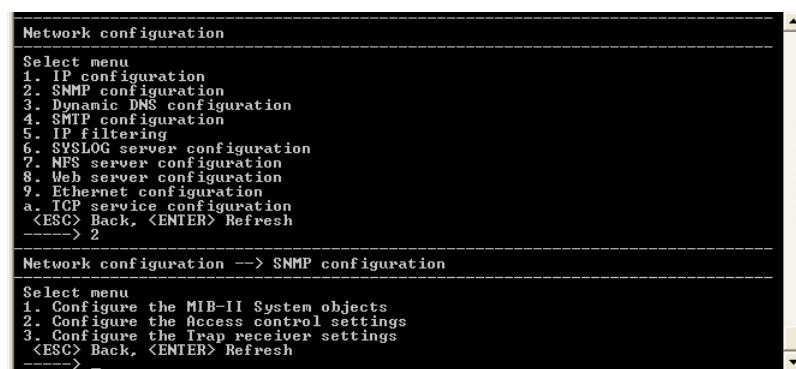 Network configuration
Select menu
1. IP configuration
2. SNMP configuration
3. Dynamic DNS configuration
4. SMTP configuration
5. IP filtering
6. SYSLOG server configuration
7. NFS server configuration
8. Web server configuration
9. Ethernet configuration
a. TCP service configuration
<ESC> Back, <ENTER> Refresh
-----> 2
Network configuration --> SNMP configuration
Select menu
1. Configure the MIB-II System objects
2. Configure the Access control settings
3. Configure the Trap receiver settings
<ESC> Back, <ENTER> Refresh
-----> _